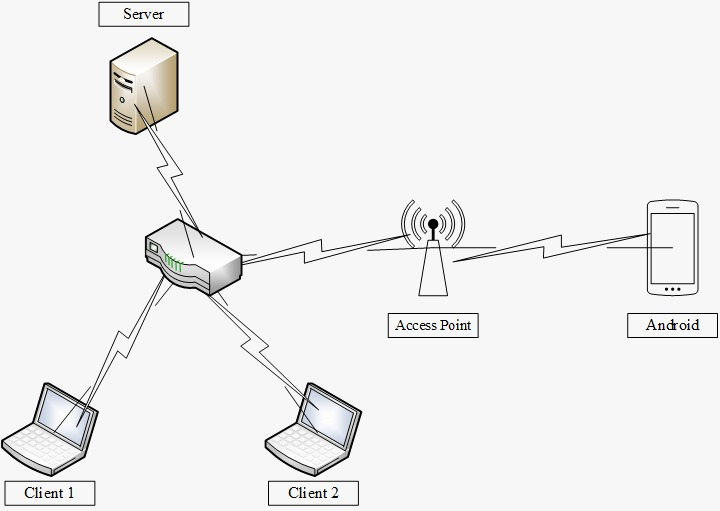 Server
Access Point
Android
Client 1
Client 2